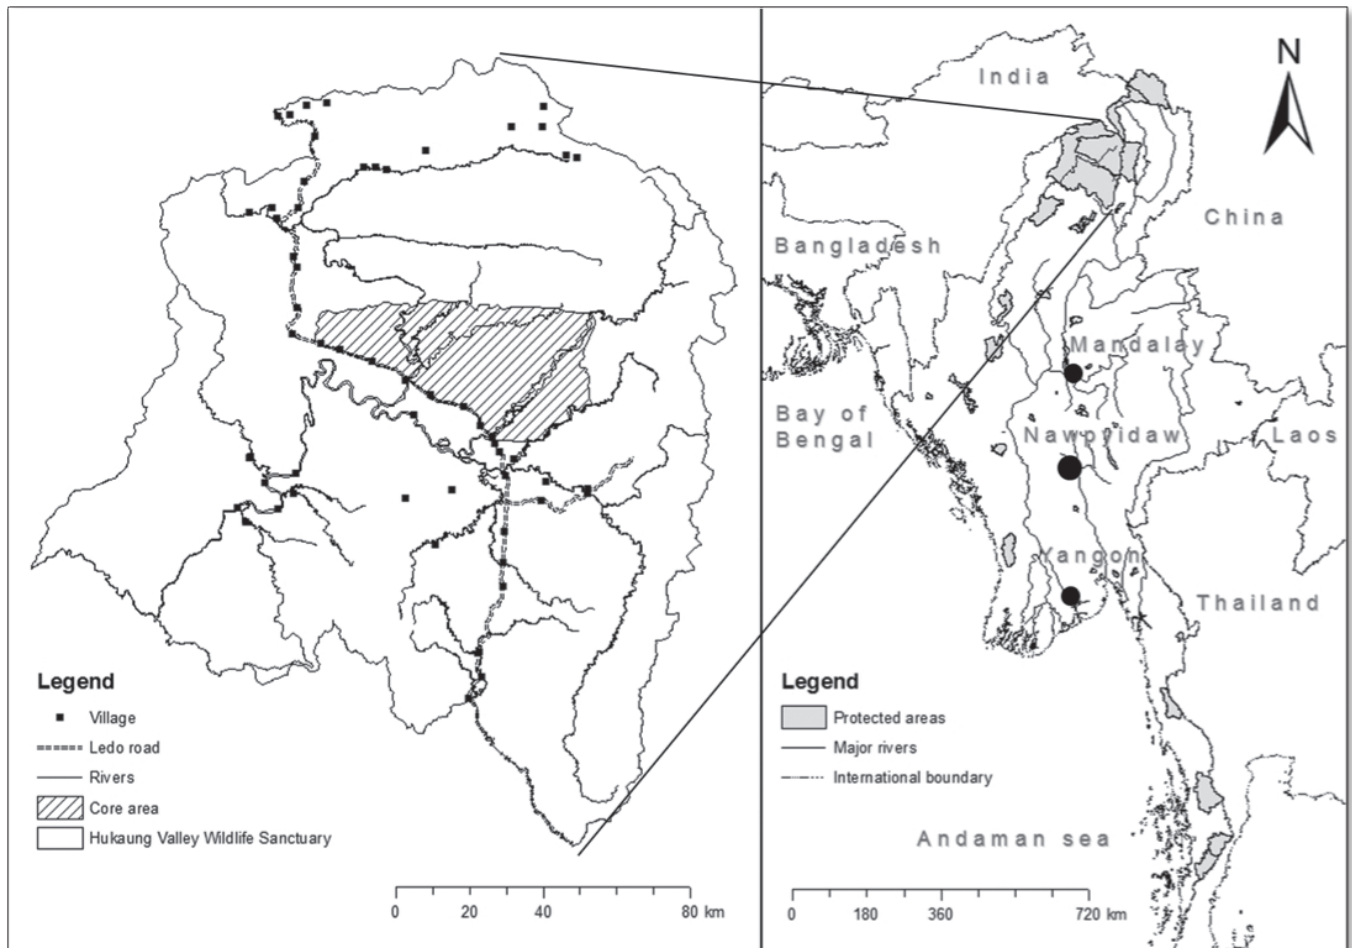 Legend
Village
Ledo road
Rivers
Core area
Hukaung Valley Wildlife Sanctuary
0 20 40 80 km
N
India
China
Bangladesh
Mandalay
Bay of
Bengal
Nawpyidaw
Laos
Yangon
Thailand
Legend
Protected areas
Major rivers
International boundary
Andaman sea
0 180 360 720 km